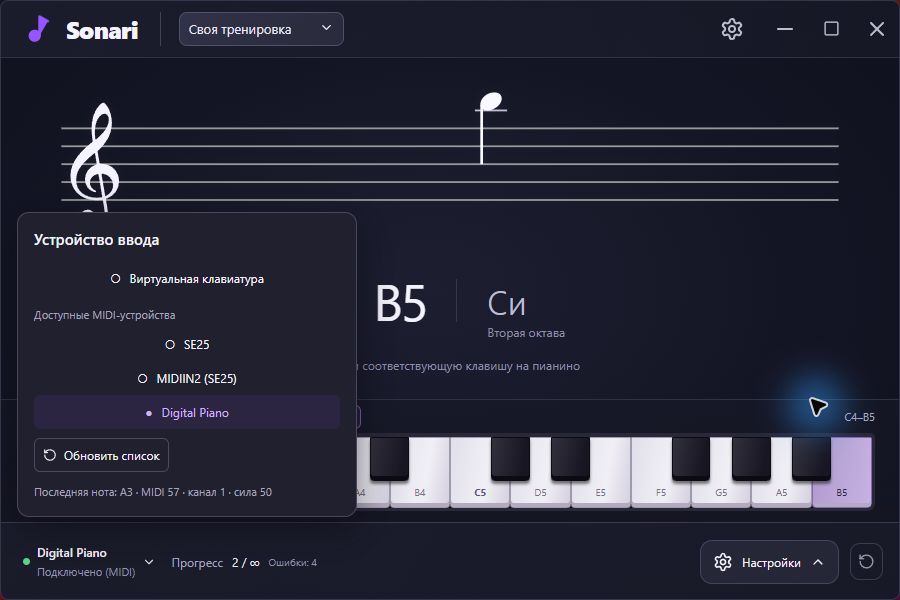 Sonari
Своя тренировка
Устройство ввода
Виртуальная клавиатура
Доступные MIDI-устройства
SE25
MIDIIN2 (SE25)
Digital Piano
Обновить список
Последняя нота: A3 · MIDI 57 · канал 1 · сила 50
B5
Си
Вторая октава
соответствующую клавишу на пианино
C4–B5
B4
C5
D5
E5
F5
G5
A5
B5
Digital Piano
Подключено (MIDI)
Прогресс 2 / ∞ Ошибки: 4
Настройки